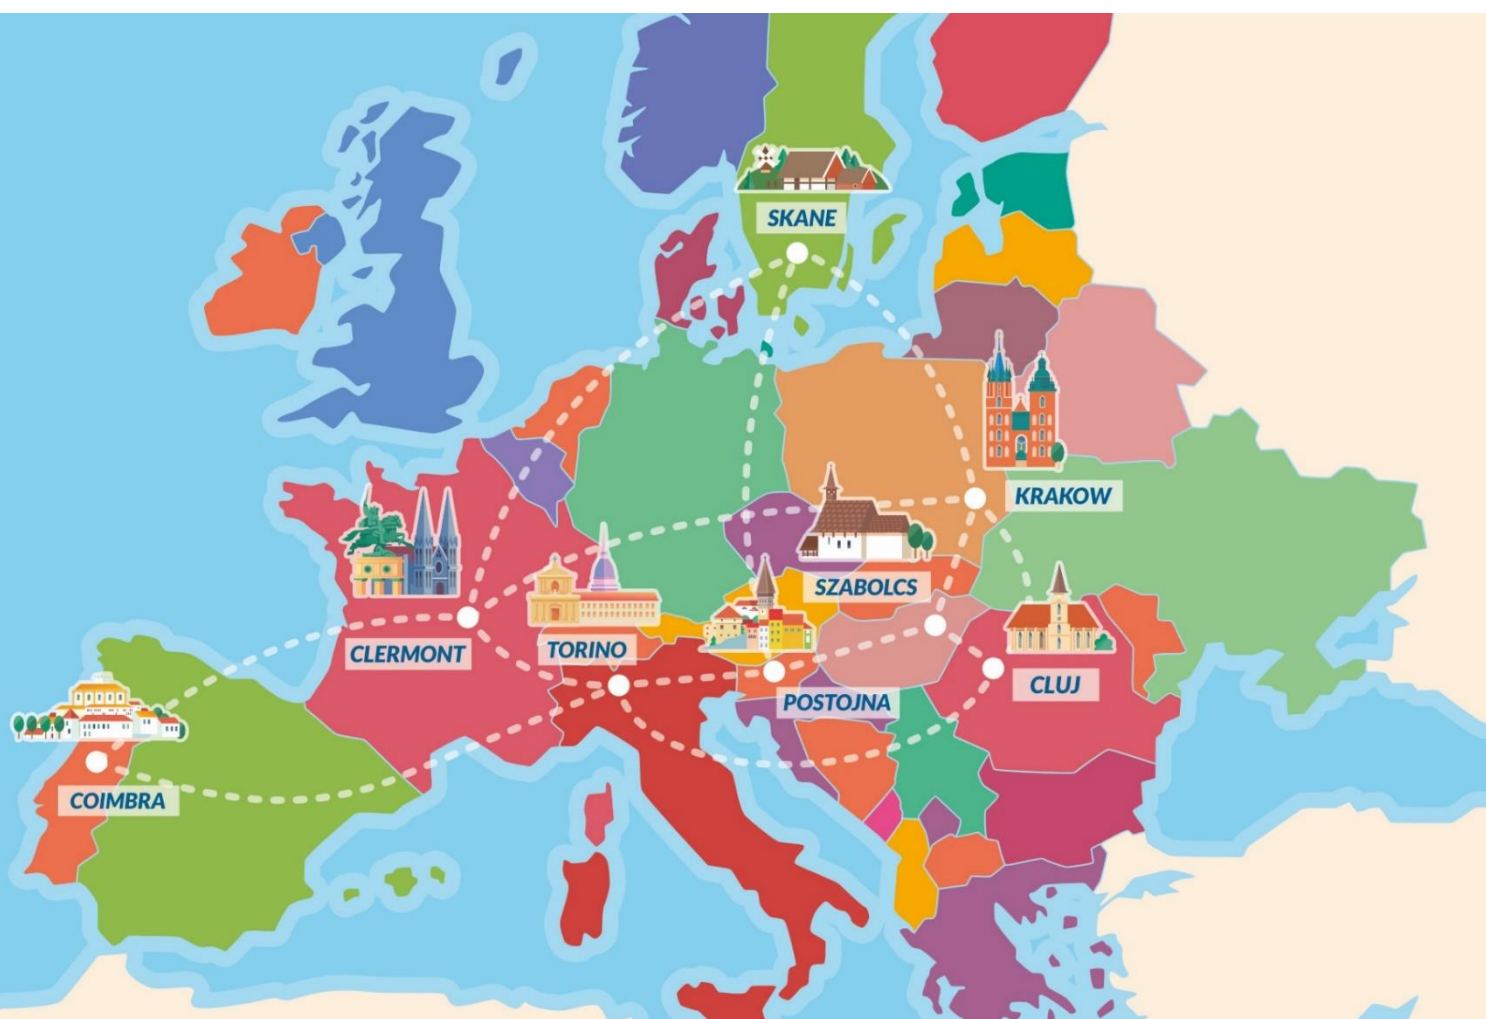 SKANE
KRAKOW
SZABOLCS
CLERMONT
TORINO
CLUJ
POSTOJNA
COIMBRA